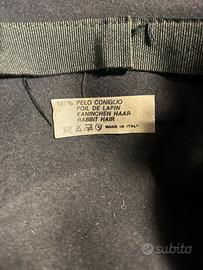 100% PELO CONIGLIO
POIL DE LAPIN
KANINCHEN HAAR
RABBIT HAIR
MADE IN ITALY
subito